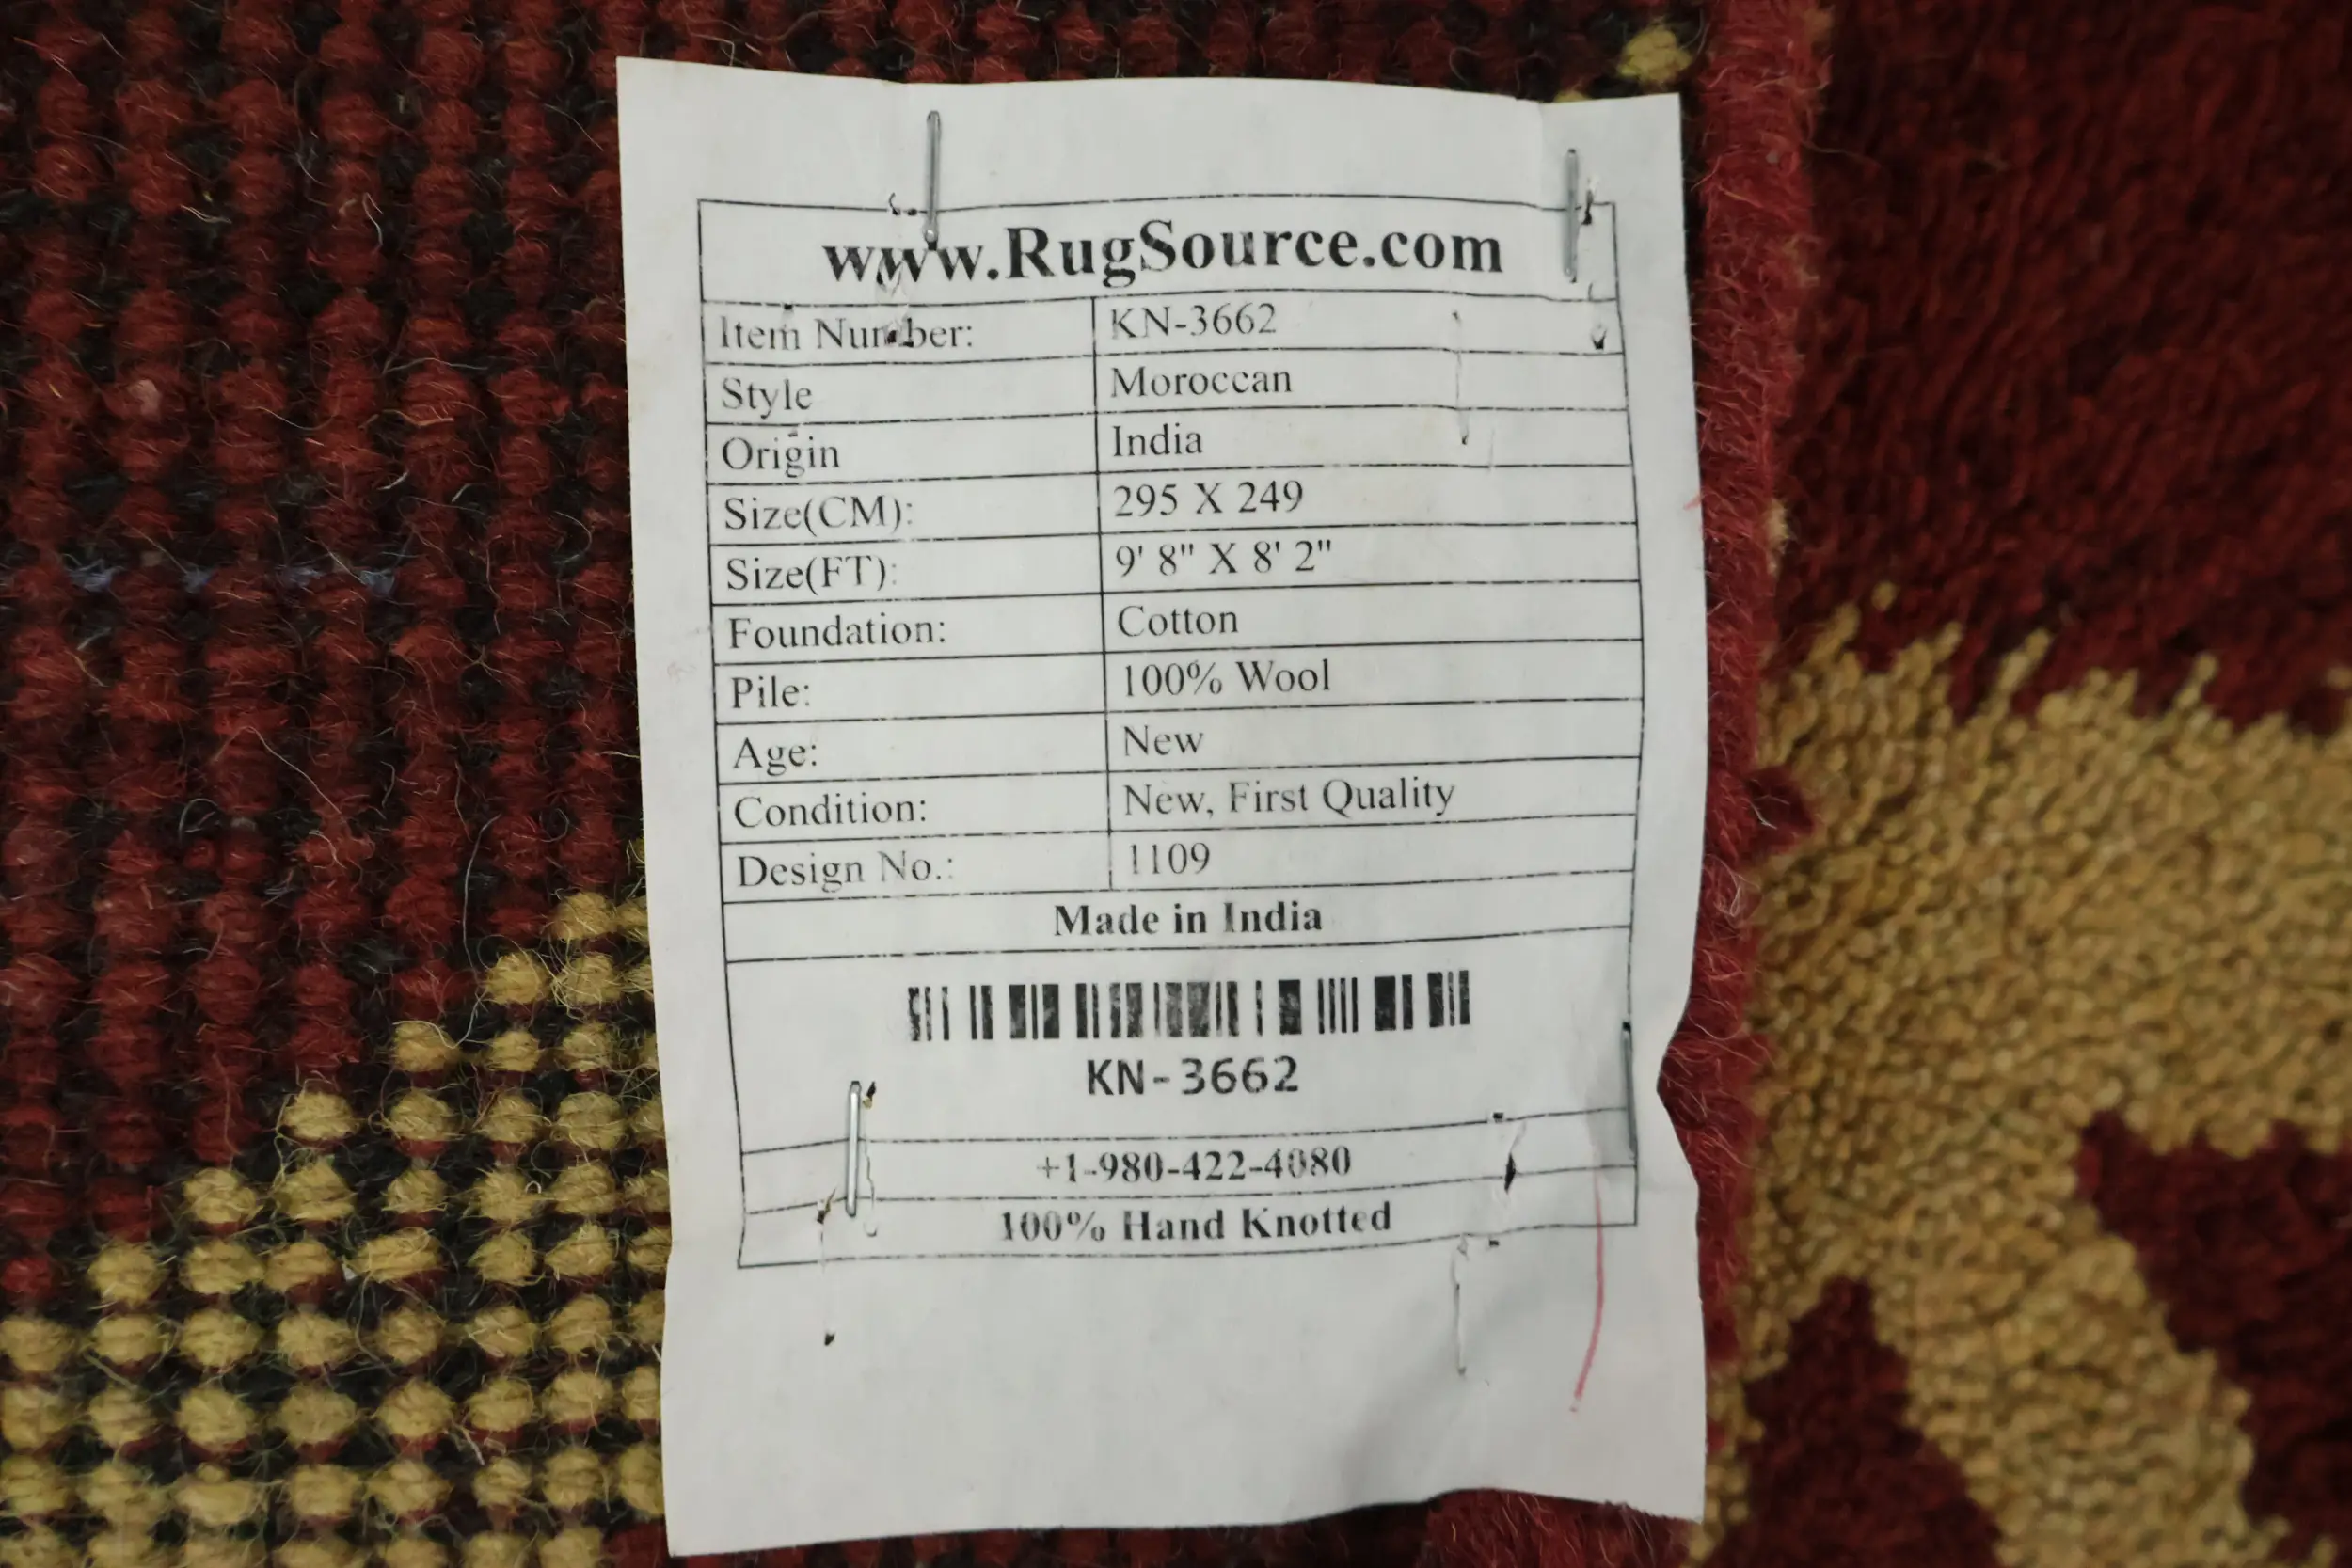 www.RugSource.com
Item Number: KN-3662
Style Moroccan
Origin India
Size(CM): 295 X 249
Size(FT): 9' 8" X 8' 2"
Foundation: Cotton
Pile: 100% Wool
Age: New
Condition: New, First Quality
Design No.: 1109
Made in India
KN-3662
+1-980-422-4080
100% Hand Knotted